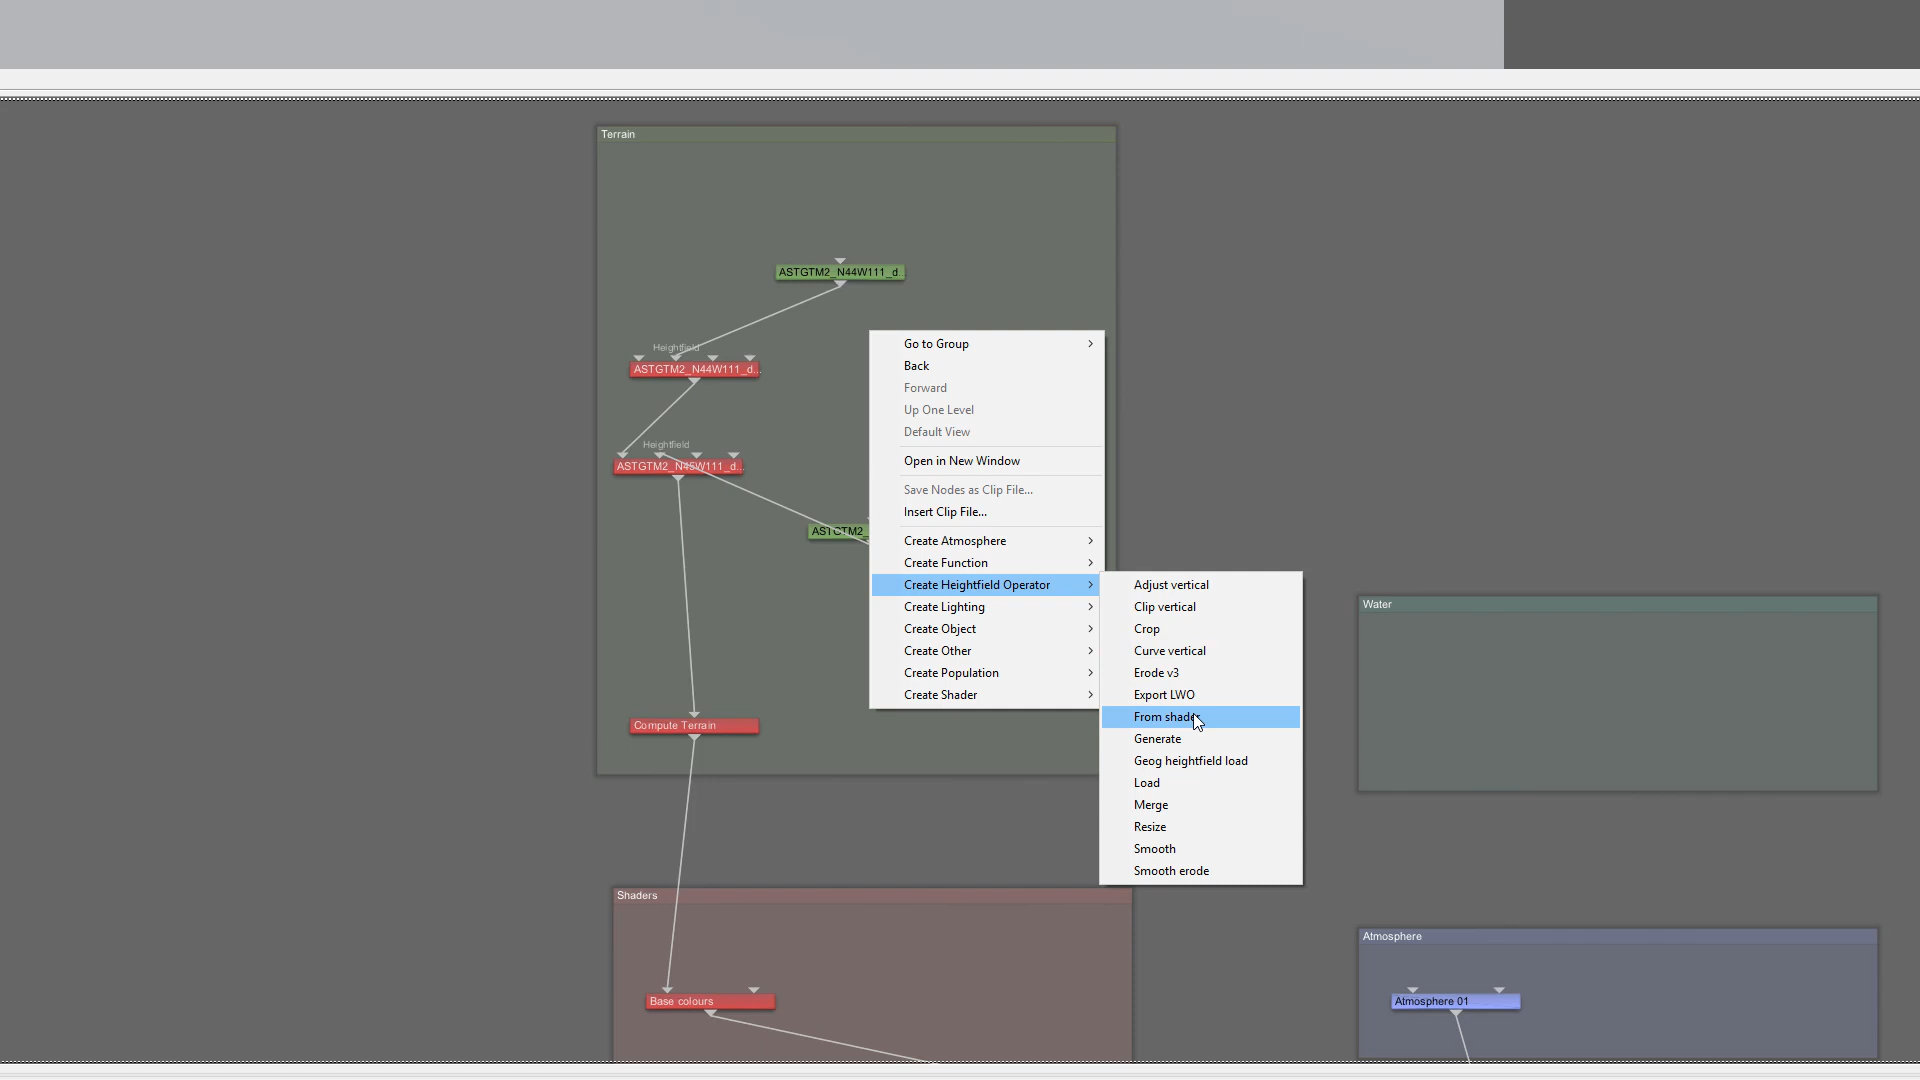 Terrain
ASTGTM2_N44W111_d...
Heightfield
ASTGTM2_N44W111_d...
Heightfield
ASTGTM2_N45W111_d...
ASTGTM2_
Compute Terrain
Go to Group
Back
Forward
Up One Level
Default View
Open in New Window
Save Nodes as Clip File...
Insert Clip File...
Create Atmosphere
Create Function
Create Heightfield Operator
Create Lighting
Create Object
Create Other
Create Population
Create Shader
Adjust vertical
Clip vertical
Crop
Curve vertical
Erode v3
Export LWO
From shader
Generate
Geog heightfield load
Load
Merge
Resize
Smooth
Smooth erode
Water
Shaders
Base colours
Atmosphere
Atmosphere 01